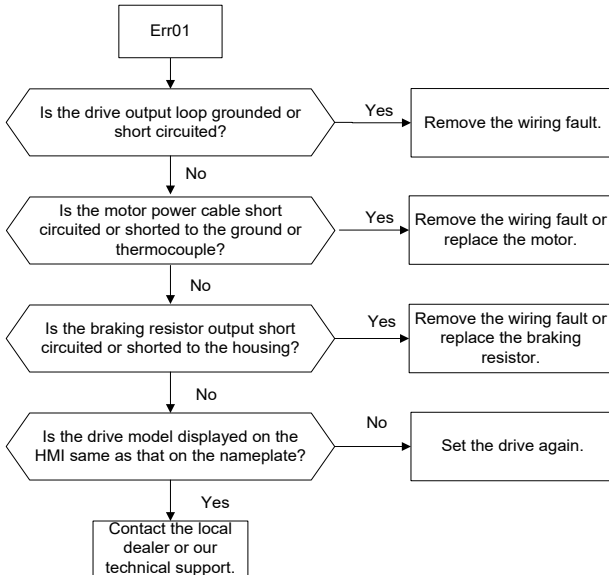 Err01
Is the drive output loop grounded or
short circuited?
Yes
Remove the wiring fault.
No
Is the motor power cable short
circuited or shorted to the ground or
thermocouple?
Yes
Remove the wiring fault or
replace the motor.
No
Is the braking resistor output short
circuited or shorted to the housing?
Yes
Remove the wiring fault or
replace the braking
resistor.
No
Is the drive model displayed on the
HMI same as that on the nameplate?
No
Set the drive again.
Yes
Contact the local
dealer or our
technical support.